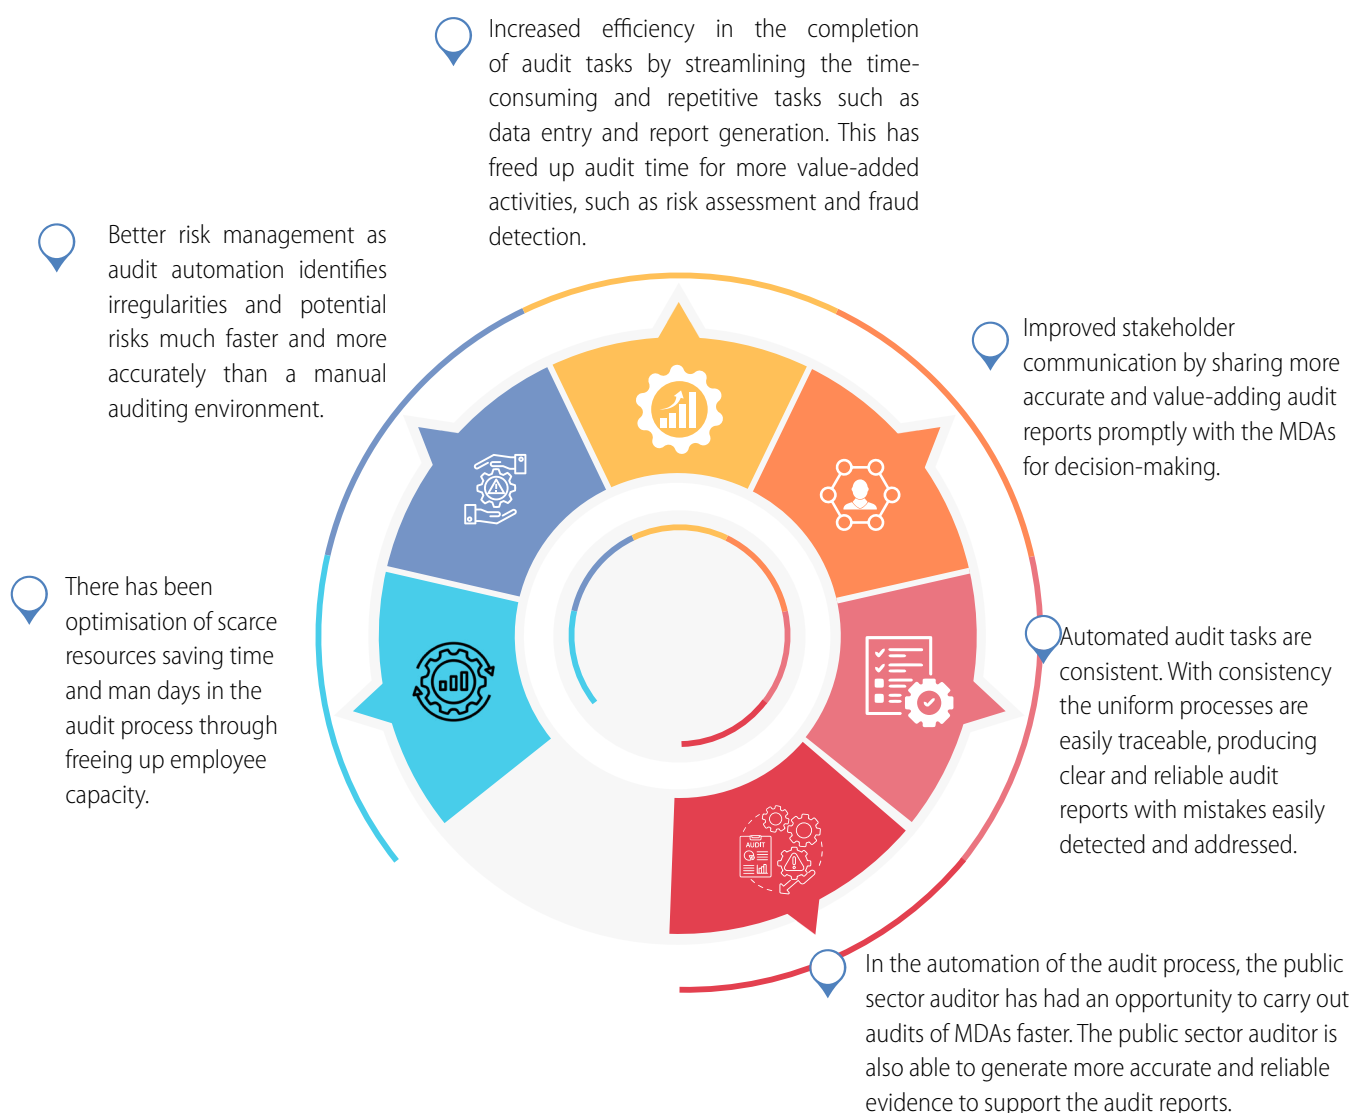 Increased efficiency in the completion
of audit tasks by streamlining the time-
consuming and repetitive tasks such as
data entry and report generation. This has
freed up audit time for more value-added
activities, such as risk assessment and fraud
detection.
Better risk management as
audit automation identifies
irregularities and potential
risks much faster and more
accurately than a manual
auditing environment.
Improved stakeholder
communication by sharing more
accurate and value-adding audit
reports promptly with the MDAs
for decision-making.
There has been
optimisation of scarce
resources saving time
and man days in the
audit process through
freeing up employee
capacity.
Automated audit tasks are
consistent. With consistency
the uniform processes are
easily traceable, producing
clear and reliable audit
reports with mistakes easily
detected and addressed.
AUDIT
In the automation of the audit process, the public
sector auditor has had an opportunity to carry out
audits of MDAs faster. The public sector auditor is
also able to generate more accurate and reliable
evidence to support the audit reports.